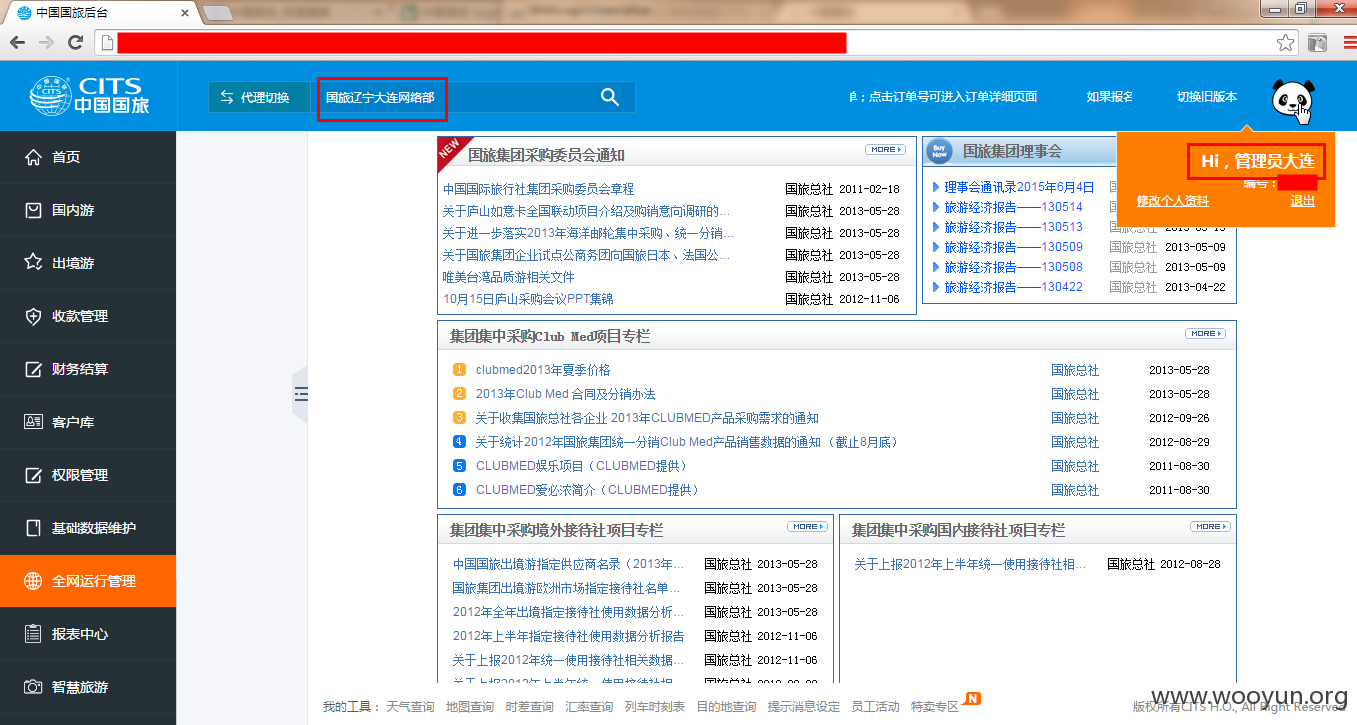 中国国旅后台
CITS
中国国旅
代理切换
国旅辽宁大连网络部
点击订单号可进入订单详细页面
如果报名
切换旧版本
Hi，管理员大连
编号：
修改个人资料
退出
首页
国内游
出境游
收款管理
财务结算
客户库
权限管理
基础数据维护
全网运行管理
报表中心
智慧旅游
NEW
国旅集团采购委员会通知
MORE
中国国际旅行社集团采购委员会章程 国旅总社 2011-02-18
关于庐山如意卡全国联动项目介绍及购销意向调研的... 国旅总社 2013-05-28
关于进一步落实2013年海洋邮轮集中采购、统一分销... 国旅总社 2013-05-28
关于国旅集团企业试点公商务团向国旅日本、法国公... 国旅总社 2013-05-28
唯美台湾品质游相关文件 国旅总社 2013-05-28
10月15日庐山采购会议PPT集锦 国旅总社 2012-11-06
Buy Now
国旅集团理事会
理事会通讯录2015年6月4日
旅游经济报告——130514
旅游经济报告——130513
旅游经济报告——130509 国旅总社 2013-05-09
旅游经济报告——130508 国旅总社 2013-05-09
旅游经济报告——130422 国旅总社 2013-04-22
集团集中采购Club Med项目专栏
MORE
1 clubmed2013年夏季价格 国旅总社 2013-05-28
2 2013年Club Med 合同及分销办法 国旅总社 2013-05-28
3 关于收集国旅总社各企业 2013年CLUBMED产品采购需求的通知 国旅总社 2012-09-26
4 关于统计2012年国旅集团统一分销Club Med产品销售数据的通知 （截止8月底） 国旅总社 2012-08-29
5 CLUBMED娱乐项目（CLUBMED提供） 国旅总社 2011-08-30
6 CLUBMED爱必浓简介（CLUBMED提供） 国旅总社 2011-08-30
集团集中采购境外接待社项目专栏
MORE
中国国旅出境游指定供应商名录（2013年... 国旅总社 2013-05-28
国旅集团出境游欧洲市场指定接待社名单... 国旅总社 2013-05-28
2012年全年出境指定接待社使用数据分析... 国旅总社 2013-05-28
2012年上半年指定接待社使用数据分析报告 国旅总社 2012-11-06
关于上报2012年统一使用接待社相关数据... 国旅总社 2012-11-06
集团集中采购国内接待社项目专栏
MORE
关于上报2012年上半年统一使用接待社相... 国旅总社 2012-08-28
我的工具： 天气查询 地图查询 时差查询 汇率查询 列车时刻表 目的地查询 提示消息设定 员工活动 特卖专区 N
版权所有CITS H.O., All Rights Reserved
www.wooyun.org